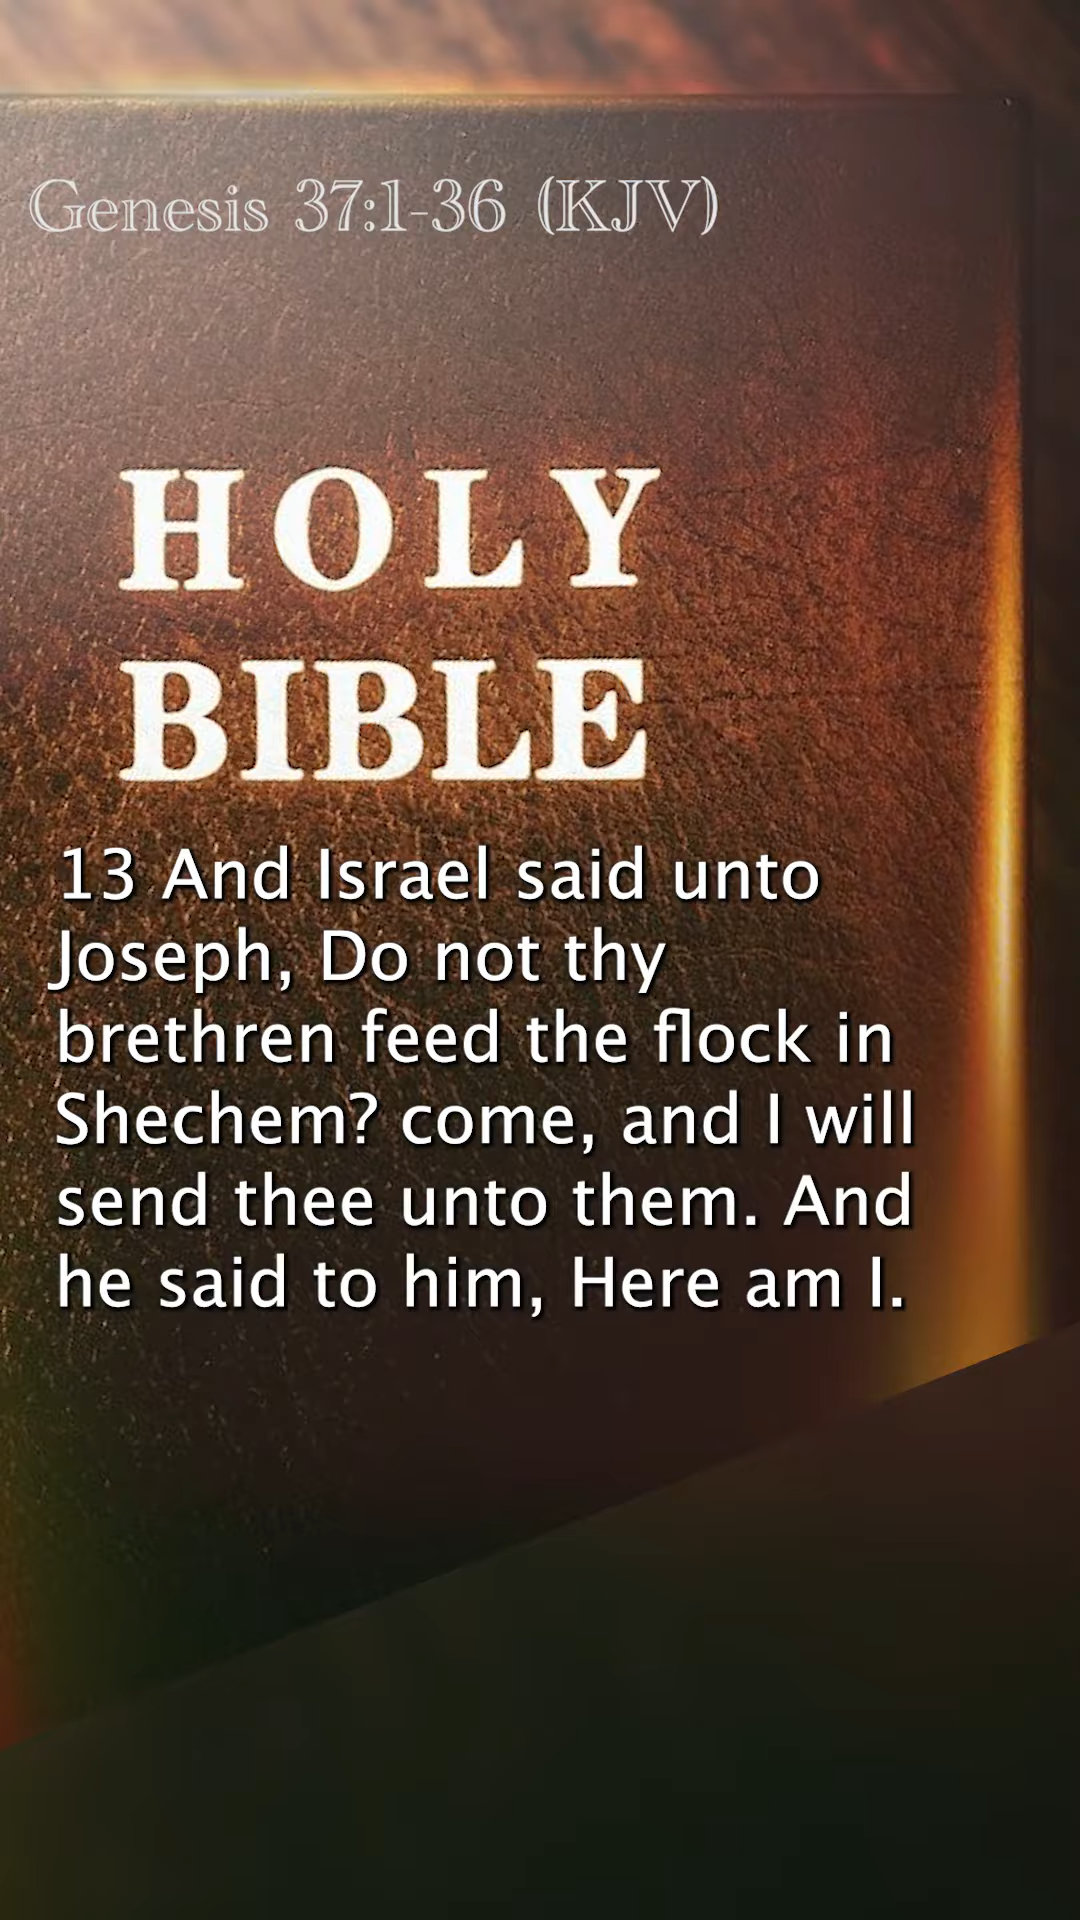 Genesis 37:1-36 (KJV)
HOLY
BIBLE
13 And Israel said unto
Joseph, Do not thy
brethren feed the flock in
Shechem? come, and I will
send thee unto them. And
he said to him, Here am I.